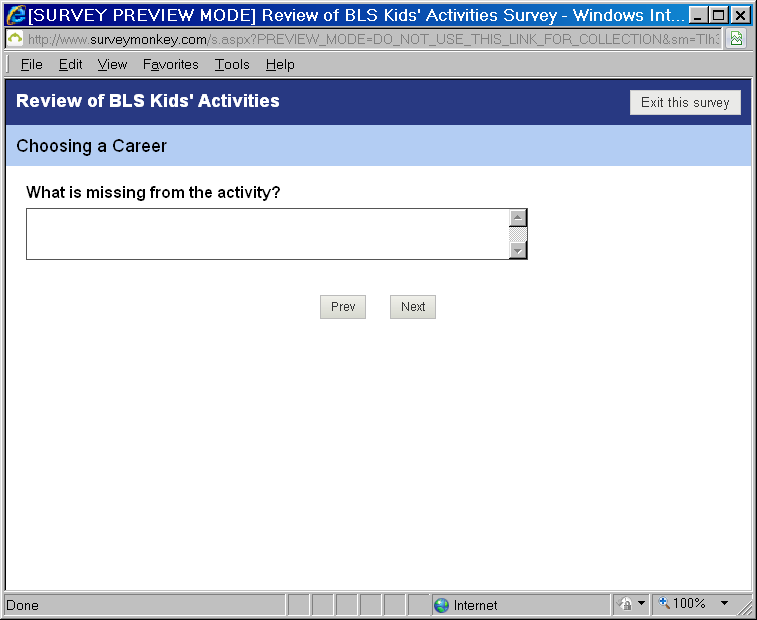 [SURVEY PREVIEW MODE] Review of BLS Kids' Activities Survey - Windows Int...
http://www.surveymonkey.com/s.aspx?PREVIEW_MODE=DO_NOT_USE_THIS_LINK_FOR_COLLECTION&sm=TIh3
File Edit View Favorites Tools Help
Review of BLS Kids' Activities
Exit this survey
Choosing a Career
What is missing from the activity?
Prev Next
Done Internet 100%